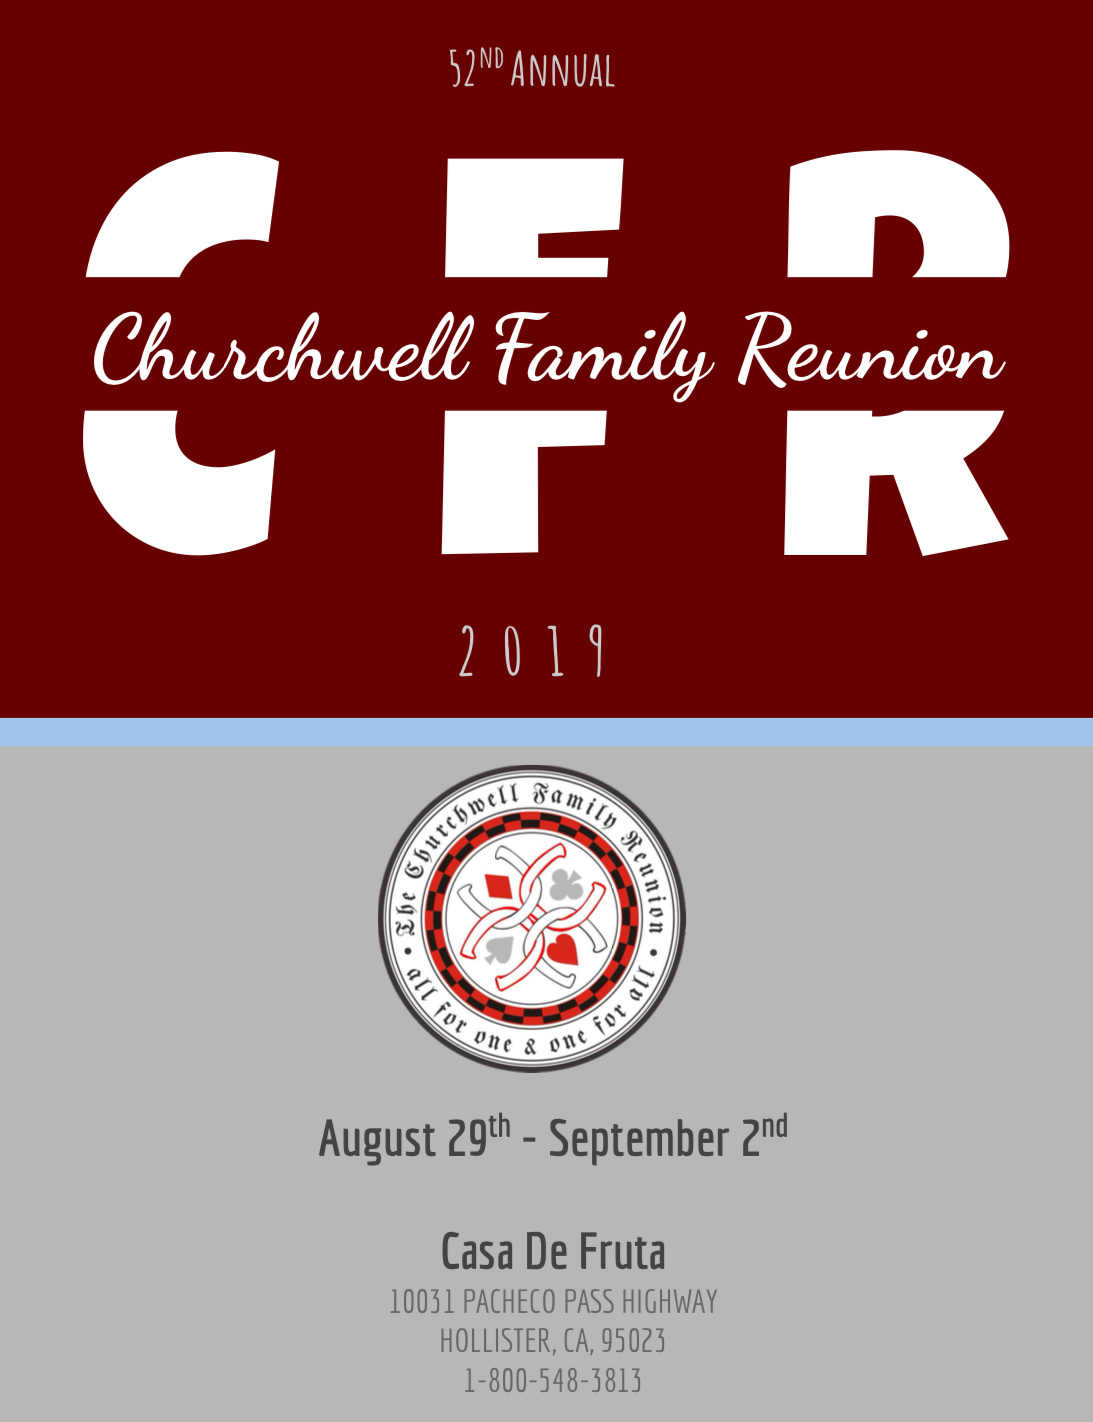 52nd Annual
CFR
Churchwell Family Reunion
2019
The Churchwell Family Reunion
• all for one & one for all •
August 29th - September 2nd
Casa De Fruta
10031 PACHECO PASS HIGHWAY
HOLLISTER, CA, 95023
1-800-548-3813